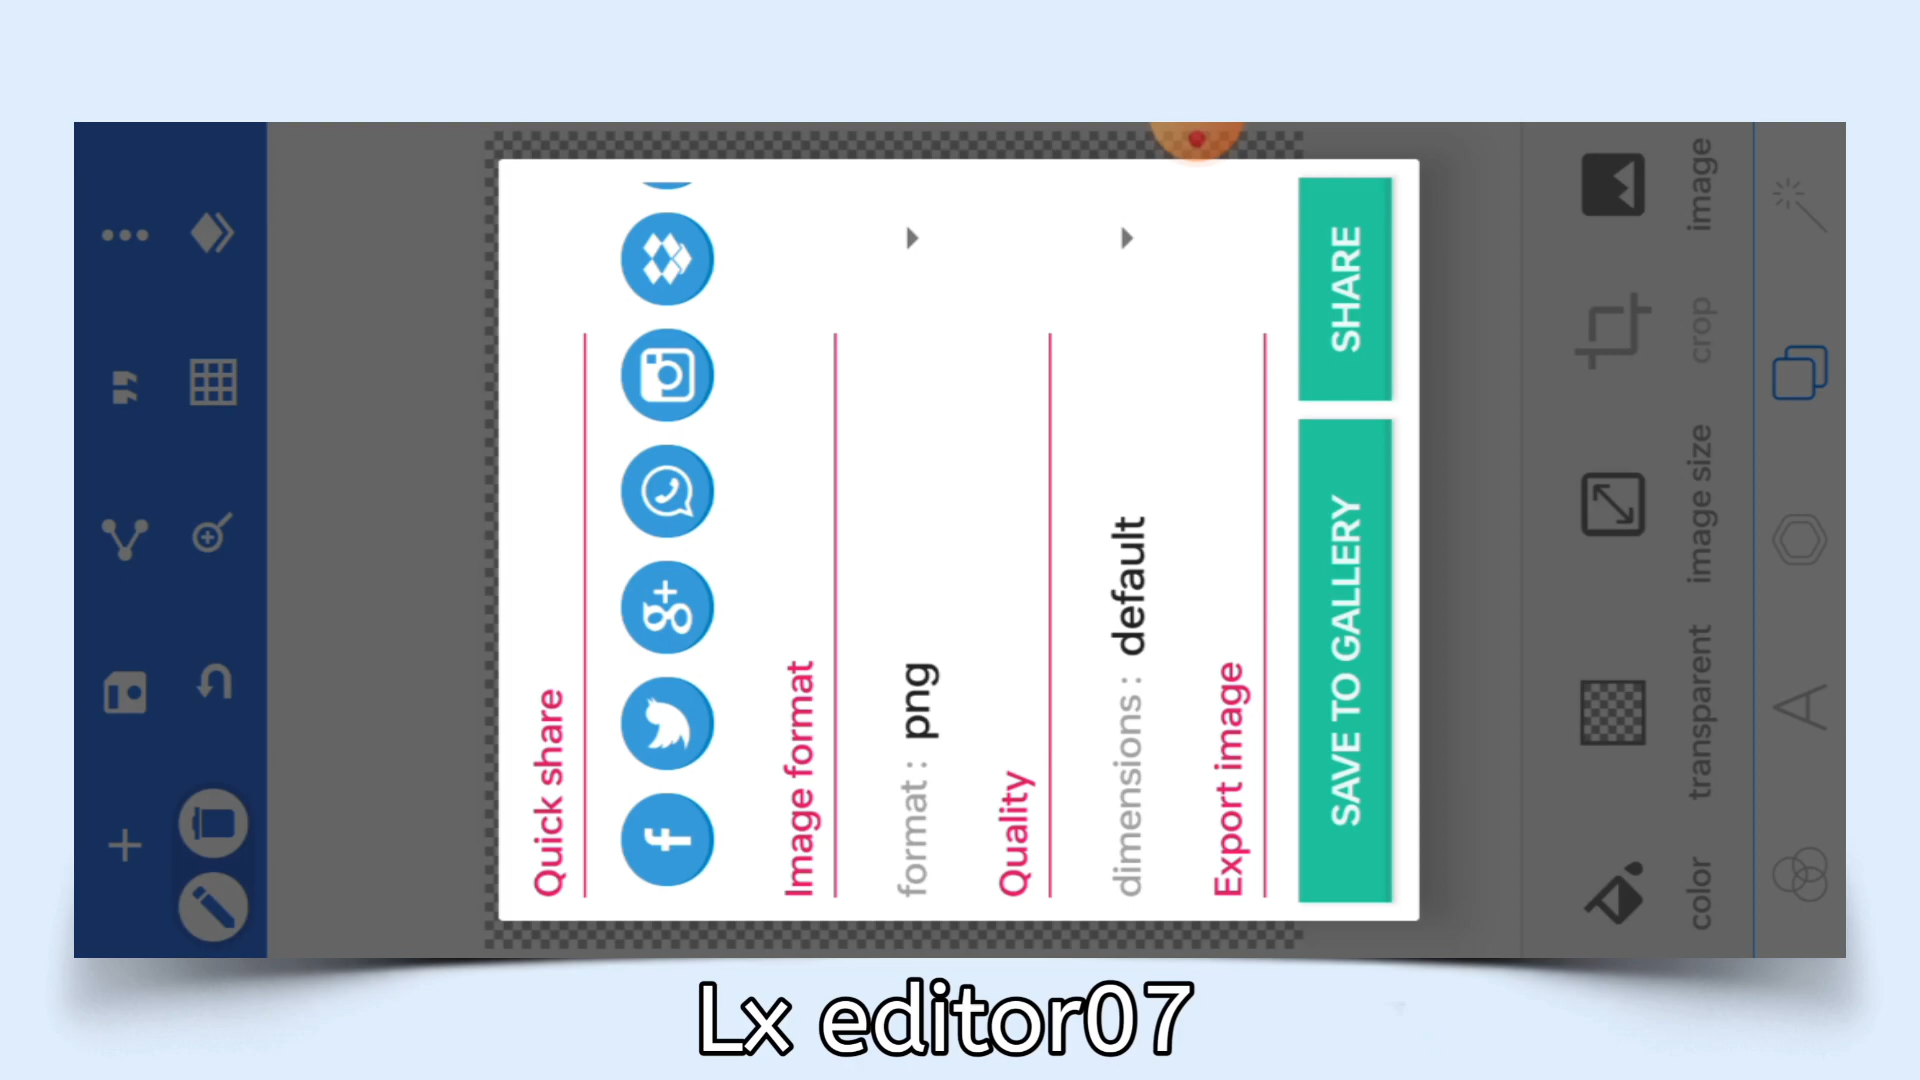 Quick share
Image format
format : png
Quality
dimensions : default
Export image
SAVE TO GALLERY
SHARE
color
transparent
image size
crop
image
Lx editor07